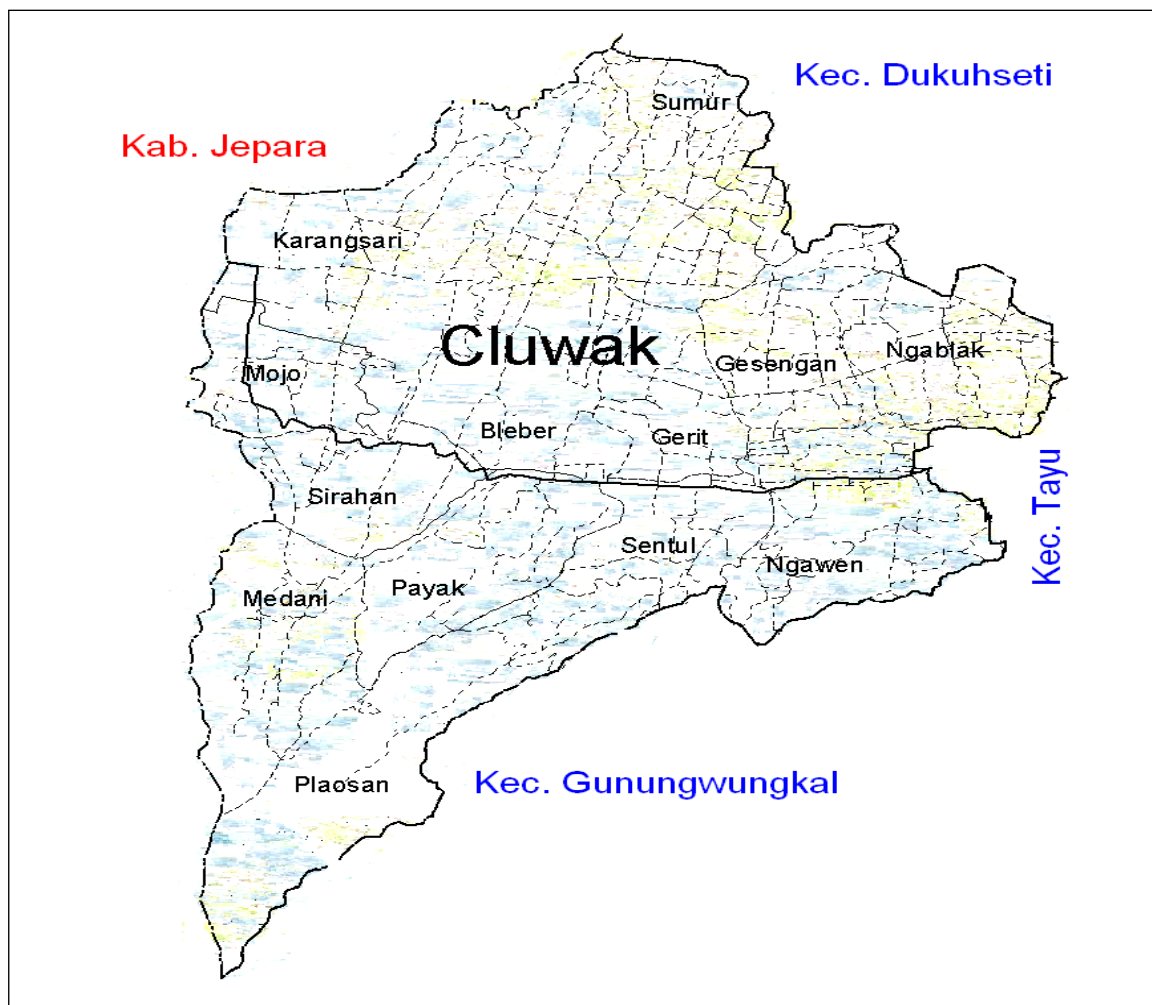 Kec. Dukuhseti
Sumur
Kab. Jepara
Karangsari
Cluwak
Ngablak
Gesengan
Mojo
Bleber
Gerit
Sirahan
Kec. Tayu
Sentul
Ngawen
Payak
Medani
Plaosan
Kec. Gunungwungkal